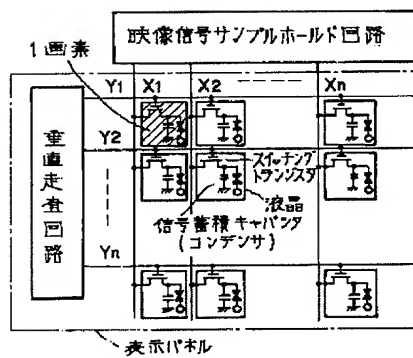 映像信号サンプルホールド回路
1画素
Y1 X1 X2 Xn
垂直走査回路
Y2
スイッチング
トランジスタ
液晶
信号蓄積キャパシタ
(コンデンサ)
Yn
表示パネル